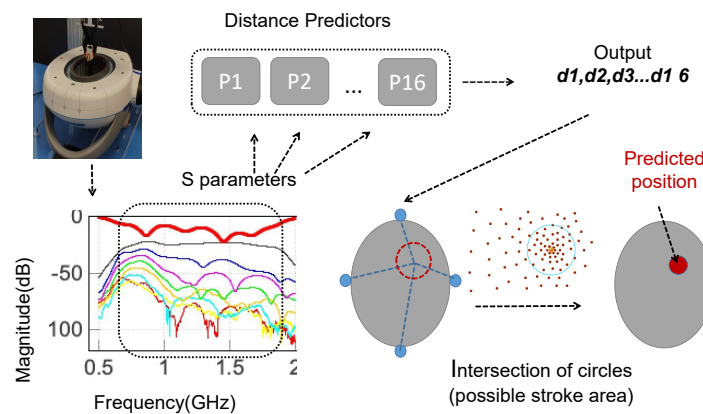 Distance Predictors
P1
P2
...
P16
Output
d1,d2,d3...d1 6
S parameters
Predicted
position
0
-50
100
Magnitude(dB)
0.5
1
1.5
2
Frequency(GHz)
Intersection of circles
(possible stroke area)